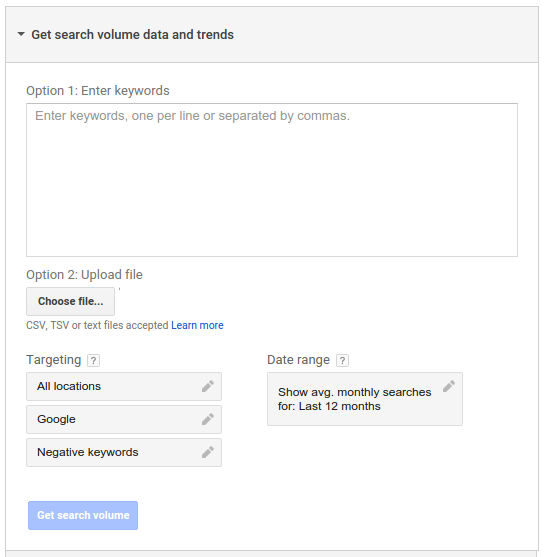 Get search volume data and trends
Option 1: Enter keywords
Enter keywords, one per line or separated by commas.
Option 2: Upload file
Choose file...
CSV, TSV or text files accepted Learn more
Targeting ?
Date range ?
All locations
Google
Negative keywords
Show avg. monthly searches
for: Last 12 months
Get search volume